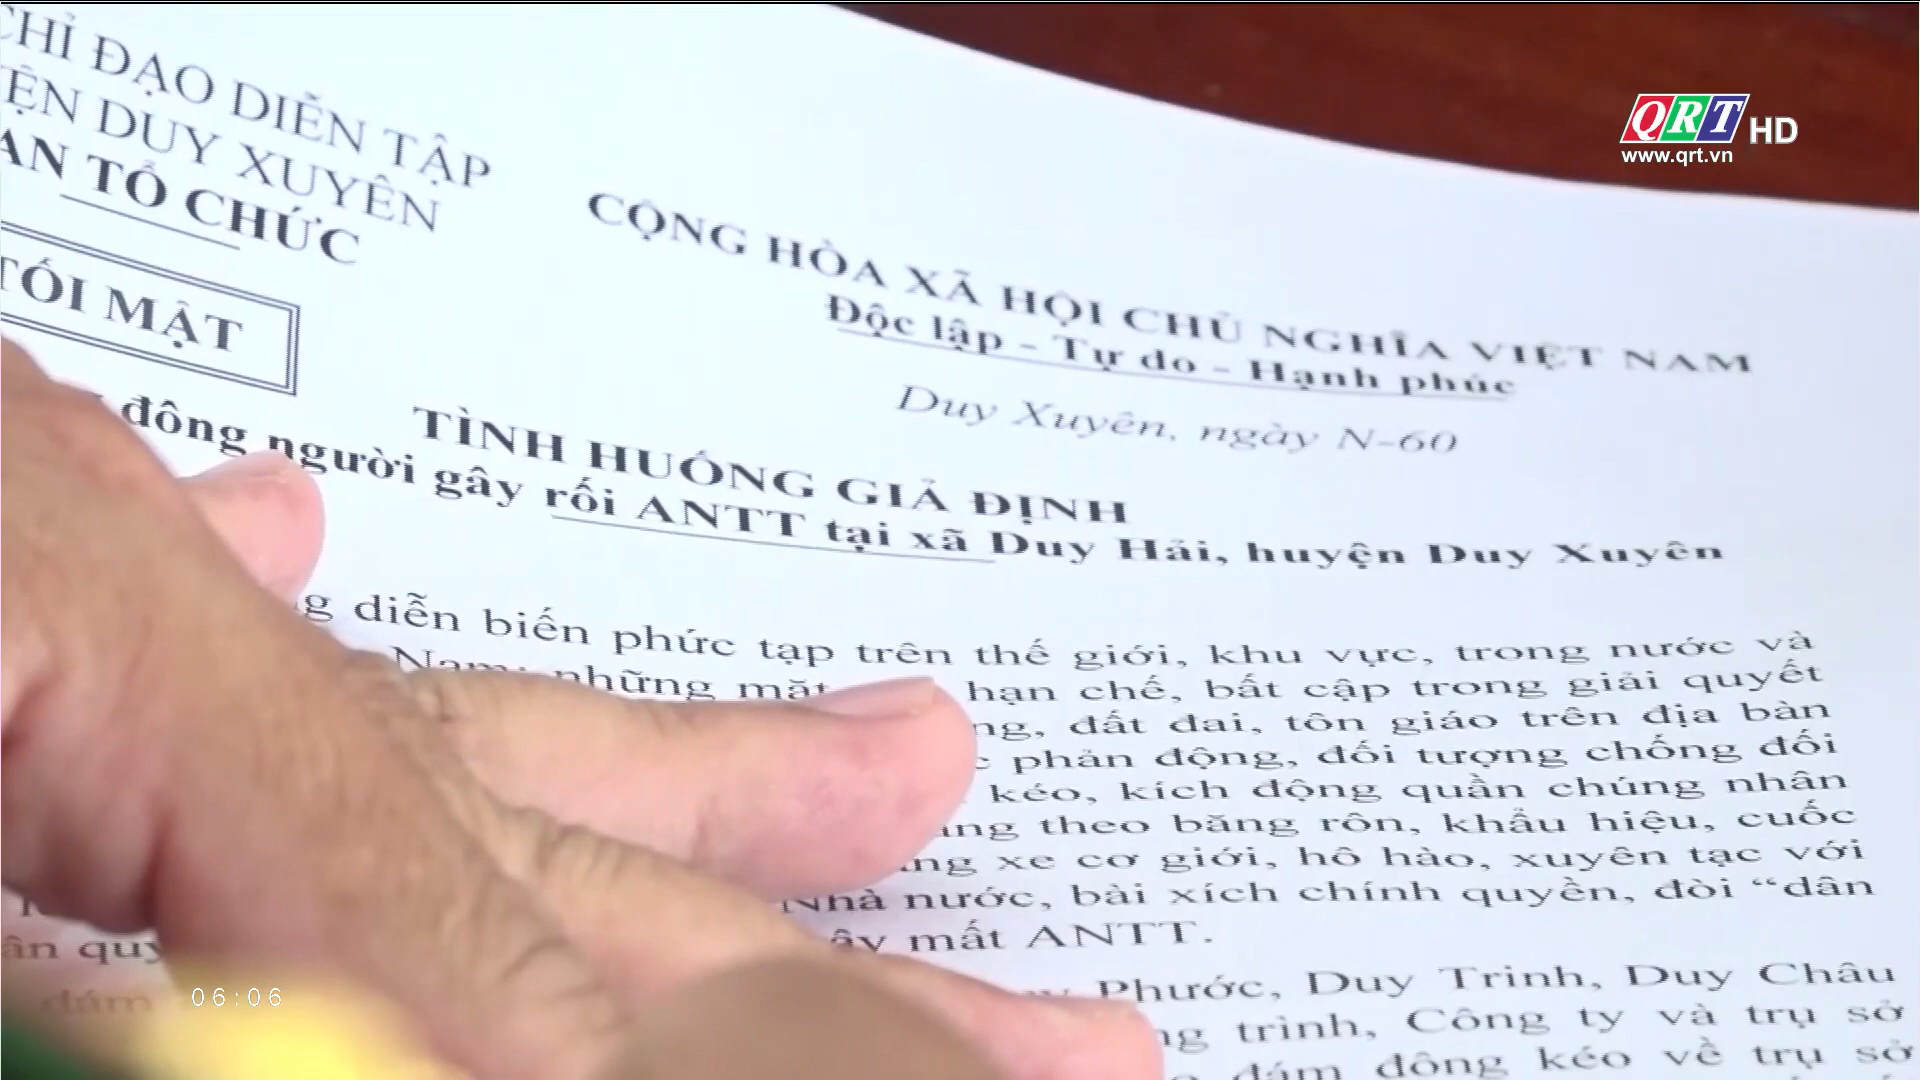 CHỈ ĐẠO DIỄN TẬP
DUY XUYÊN
TỔ CHỨC
TỐI MẬT
CỘNG HÒA XÃ HỘI CHỦ NGHĨA VIỆT NAM
Độc lập - Tự do - Hạnh phúc
Duy Xuyên, ngày N-60
TÌNH HUỐNG GIẢ ĐỊNH
đông người gây rối ANTT tại xã Duy Hải, huyện Duy Xuyên
diễn biến phức tạp trên thế giới, khu vực, trong nước và
Nam; những mặt hạn chế, bất cập trong giải quyết
đất đai, tôn giáo trên địa bàn
phản động, đối tượng chống đối
kéo, kích động quần chúng nhân
theo băng rôn, khẩu hiệu, cuốc
xe cơ giới, hô hào, xuyên tạc với
Nhà nước, bài xích chính quyền, đòi “dân
mất ANTT.
Phước, Duy Trinh, Duy Châu
trình, Công ty và trụ sở
đám đông kéo về trụ sở
QRT HD
www.qrt.vn
06:06